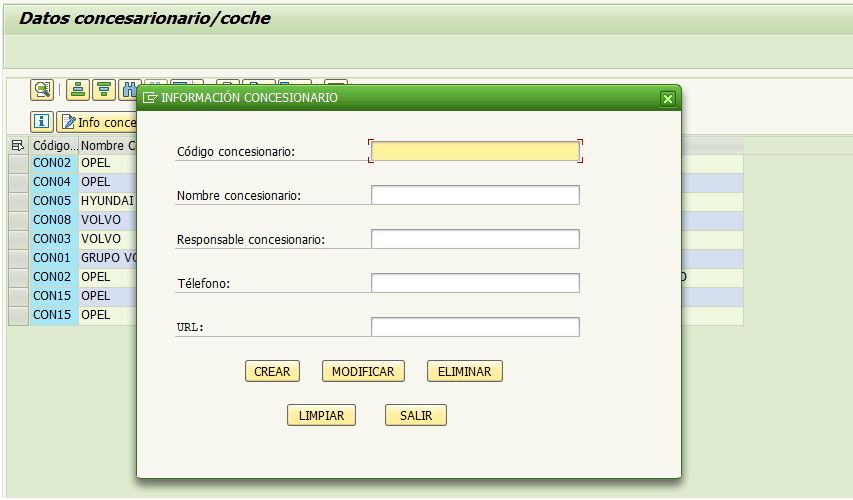 Datos concesarionario/coche
INFORMACIÓN CONCESIONARIO
Info conce
Código... Nombre C
CON02 OPEL
CON04 OPEL
CON05 HYUNDAI
CON08 VOLVO
CON03 VOLVO
CON01 GRUPO VO
CON02 OPEL
CON15 OPEL
CON15 OPEL
Código concesionario:
Nombre concesionario:
Responsable concesionario:
Télefono:
URL:
CREAR MODIFICAR ELIMINAR
LIMPIAR SALIR